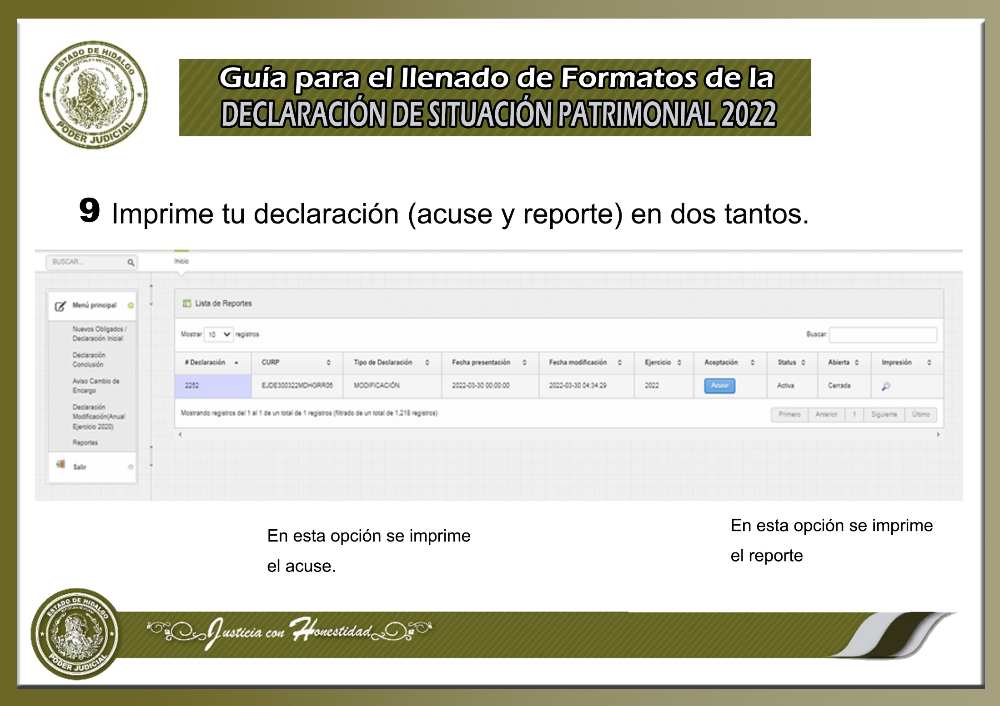 ESTADO DE HIDALGO
PODER JUDICIAL
Guía para el llenado de Formatos de la
DECLARACIÓN DE SITUACIÓN PATRIMONIAL 2022
9 Imprime tu declaración (acuse y reporte) en dos tantos.
BUSCAR...
Inicio
Menú principal
Nuevos Obligados /
Declaración Inicial
Declaración
Conclusión
Aviso Cambio de
Encargo
Declaración
Modificación(Anual
Ejercicio 2020)
Reportes
Salir
Lista de Reportes
Mostrar 10 registros
Buscar:
# Declaración CURP Tipo de Declaración Fecha presentación Fecha modificación Ejercicio Aceptación Status Abierta Impresión
2252 EJDE300322MDHGRR06 MODIFICACIÓN 2022-03-30 00:00:00 2022-03-30 04:34:29 2022 Acuse Activa Cerrada
Mostrando registros del 1 al 1 de un total de 1 registros (filtrado de un total de 1,218 registros)
Primero Anterior 1 Siguiente Último
En esta opción se imprime
el acuse.
En esta opción se imprime
el reporte
ESTADO DE HIDALGO
PODER JUDICIAL
Justicia con Honestidad